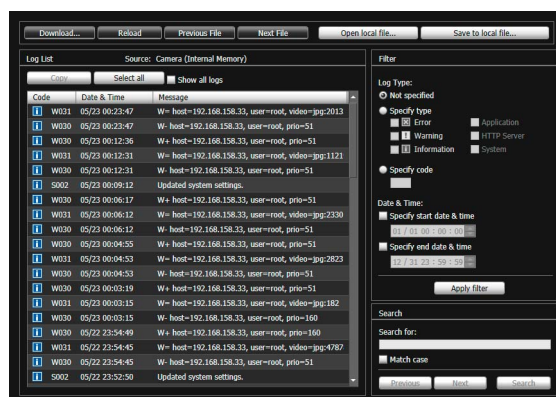 Download... Reload Previous File Next File Open local file... Save to local file...
Log List Source: Camera (Internal Memory)
Copy Select all Show all logs
Code Date & Time Message
W031 05/23 00:23:47 W= host=192.168.158.33, user=root, video=jpg:2013
W030 05/23 00:23:47 W- host=192.168.158.33, user=root, prio=51
W030 05/23 00:12:36 W+ host=192.168.158.33, user=root, prio=51
W031 05/23 00:12:31 W= host=192.168.158.33, user=root, video=jpg:1121
W030 05/23 00:12:31 W- host=192.168.158.33, user=root, prio=51
S002 05/23 00:09:12 Updated system settings.
W030 05/23 00:06:17 W+ host=192.168.158.33, user=root, prio=51
W031 05/23 00:06:12 W= host=192.168.158.33, user=root, video=jpg:2330
W030 05/23 00:06:12 W- host=192.168.158.33, user=root, prio=51
W030 05/23 00:04:55 W+ host=192.168.158.33, user=root, prio=51
W031 05/23 00:04:53 W= host=192.168.158.33, user=root, video=jpg:2823
W030 05/23 00:04:53 W- host=192.168.158.33, user=root, prio=51
W030 05/23 00:03:19 W+ host=192.168.158.33, user=root, prio=51
W031 05/23 00:03:15 W= host=192.168.158.33, user=root, video=jpg:182
W030 05/23 00:03:15 W- host=192.168.158.33, user=root, prio=160
W030 05/22 23:54:49 W+ host=192.168.158.33, user=root, prio=160
W031 05/22 23:54:45 W= host=192.168.158.33, user=root, video=jpg:4787
W030 05/22 23:54:45 W- host=192.168.158.33, user=root, prio=51
S002 05/22 23:52:50 Updated system settings.
Filter
Log Type:
Not specified
Specify type
Error Application
Warning HTTP Server
Information System
Specify code
Date & Time:
Specify start date & time
01 / 01 00 : 00 : 00
Specify end date & time
12 / 31 23 : 59 : 59
Apply filter
Search
Search for:
Match case
Previous Next Search